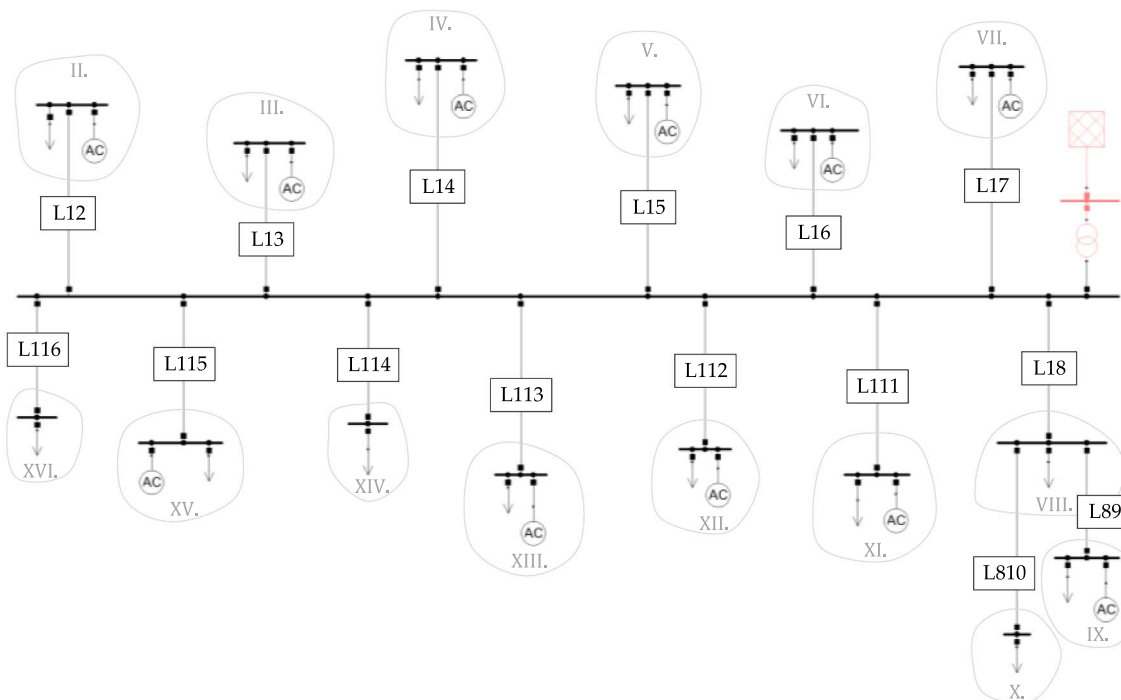 IV.
V.
VII.
II.
III.
VI.
AC
AC
AC
AC
AC
AC
L12
L13
L14
L15
L16
L17
L116
L115
L114
L113
L112
L111
L18
XVI.
AC
XV.
XIV.
AC
XIII.
AC
XII.
AC
XI.
VIII.
L89
L810
AC
IX.
X.